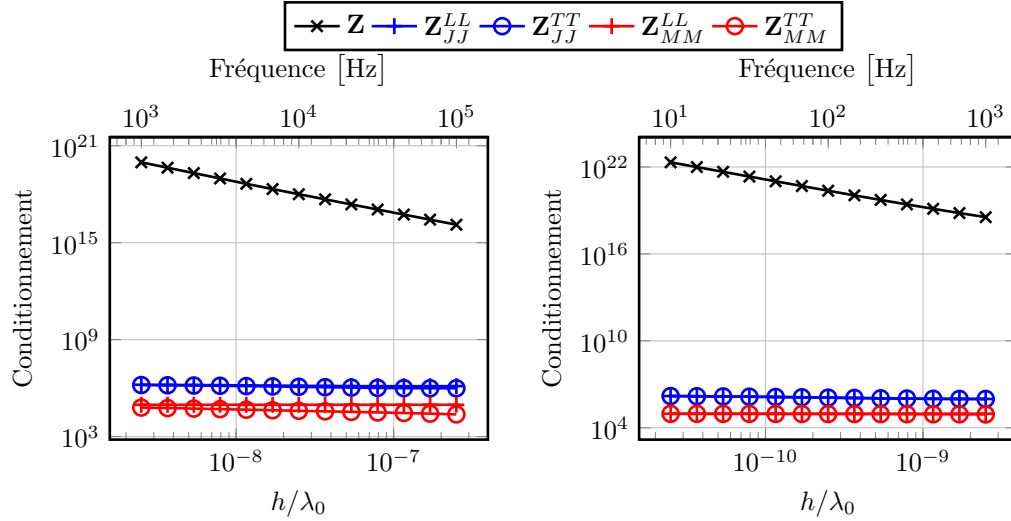 Z Z_{JJ}^{LL} Z_{JJ}^{TT} Z_{MM}^{LL} Z_{MM}^{TT}
Fréquence [Hz]
10^3 10^4 10^5
Conditionnement
10^21
10^15
10^9
10^3
10^−8 10^−7
h/λ_0
Fréquence [Hz]
10^1 10^2 10^3
Conditionnement
10^22
10^16
10^10
10^4
10^−10 10^−9
h/λ_0